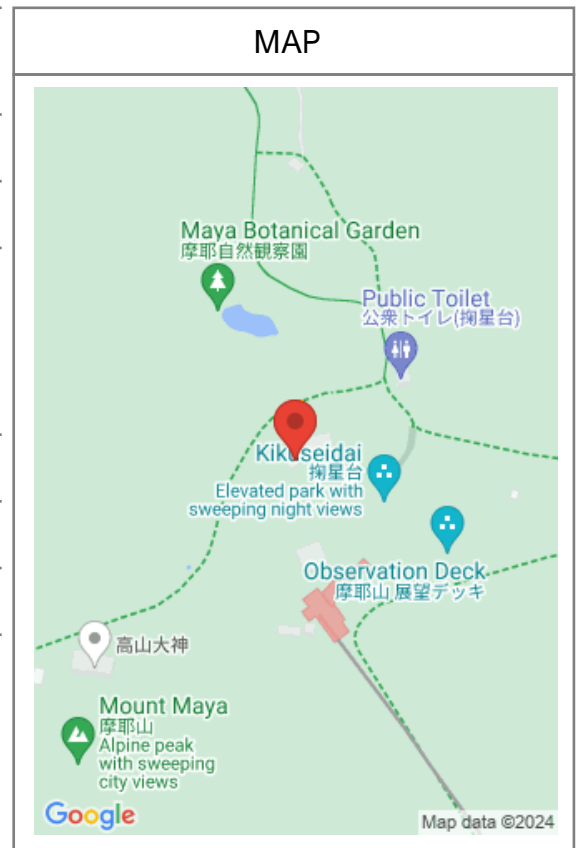 MAP
Maya Botanical Garden
摩耶自然観察園
Public Toilet
公衆トイレ(掬星台)
Kikuseidai
掬星台
Elevated park with
sweeping night views
Observation Deck
摩耶山 展望デッキ
高山大神
Mount Maya
摩耶山
Alpine peak
with sweeping
city views
Google
Map data ©2024